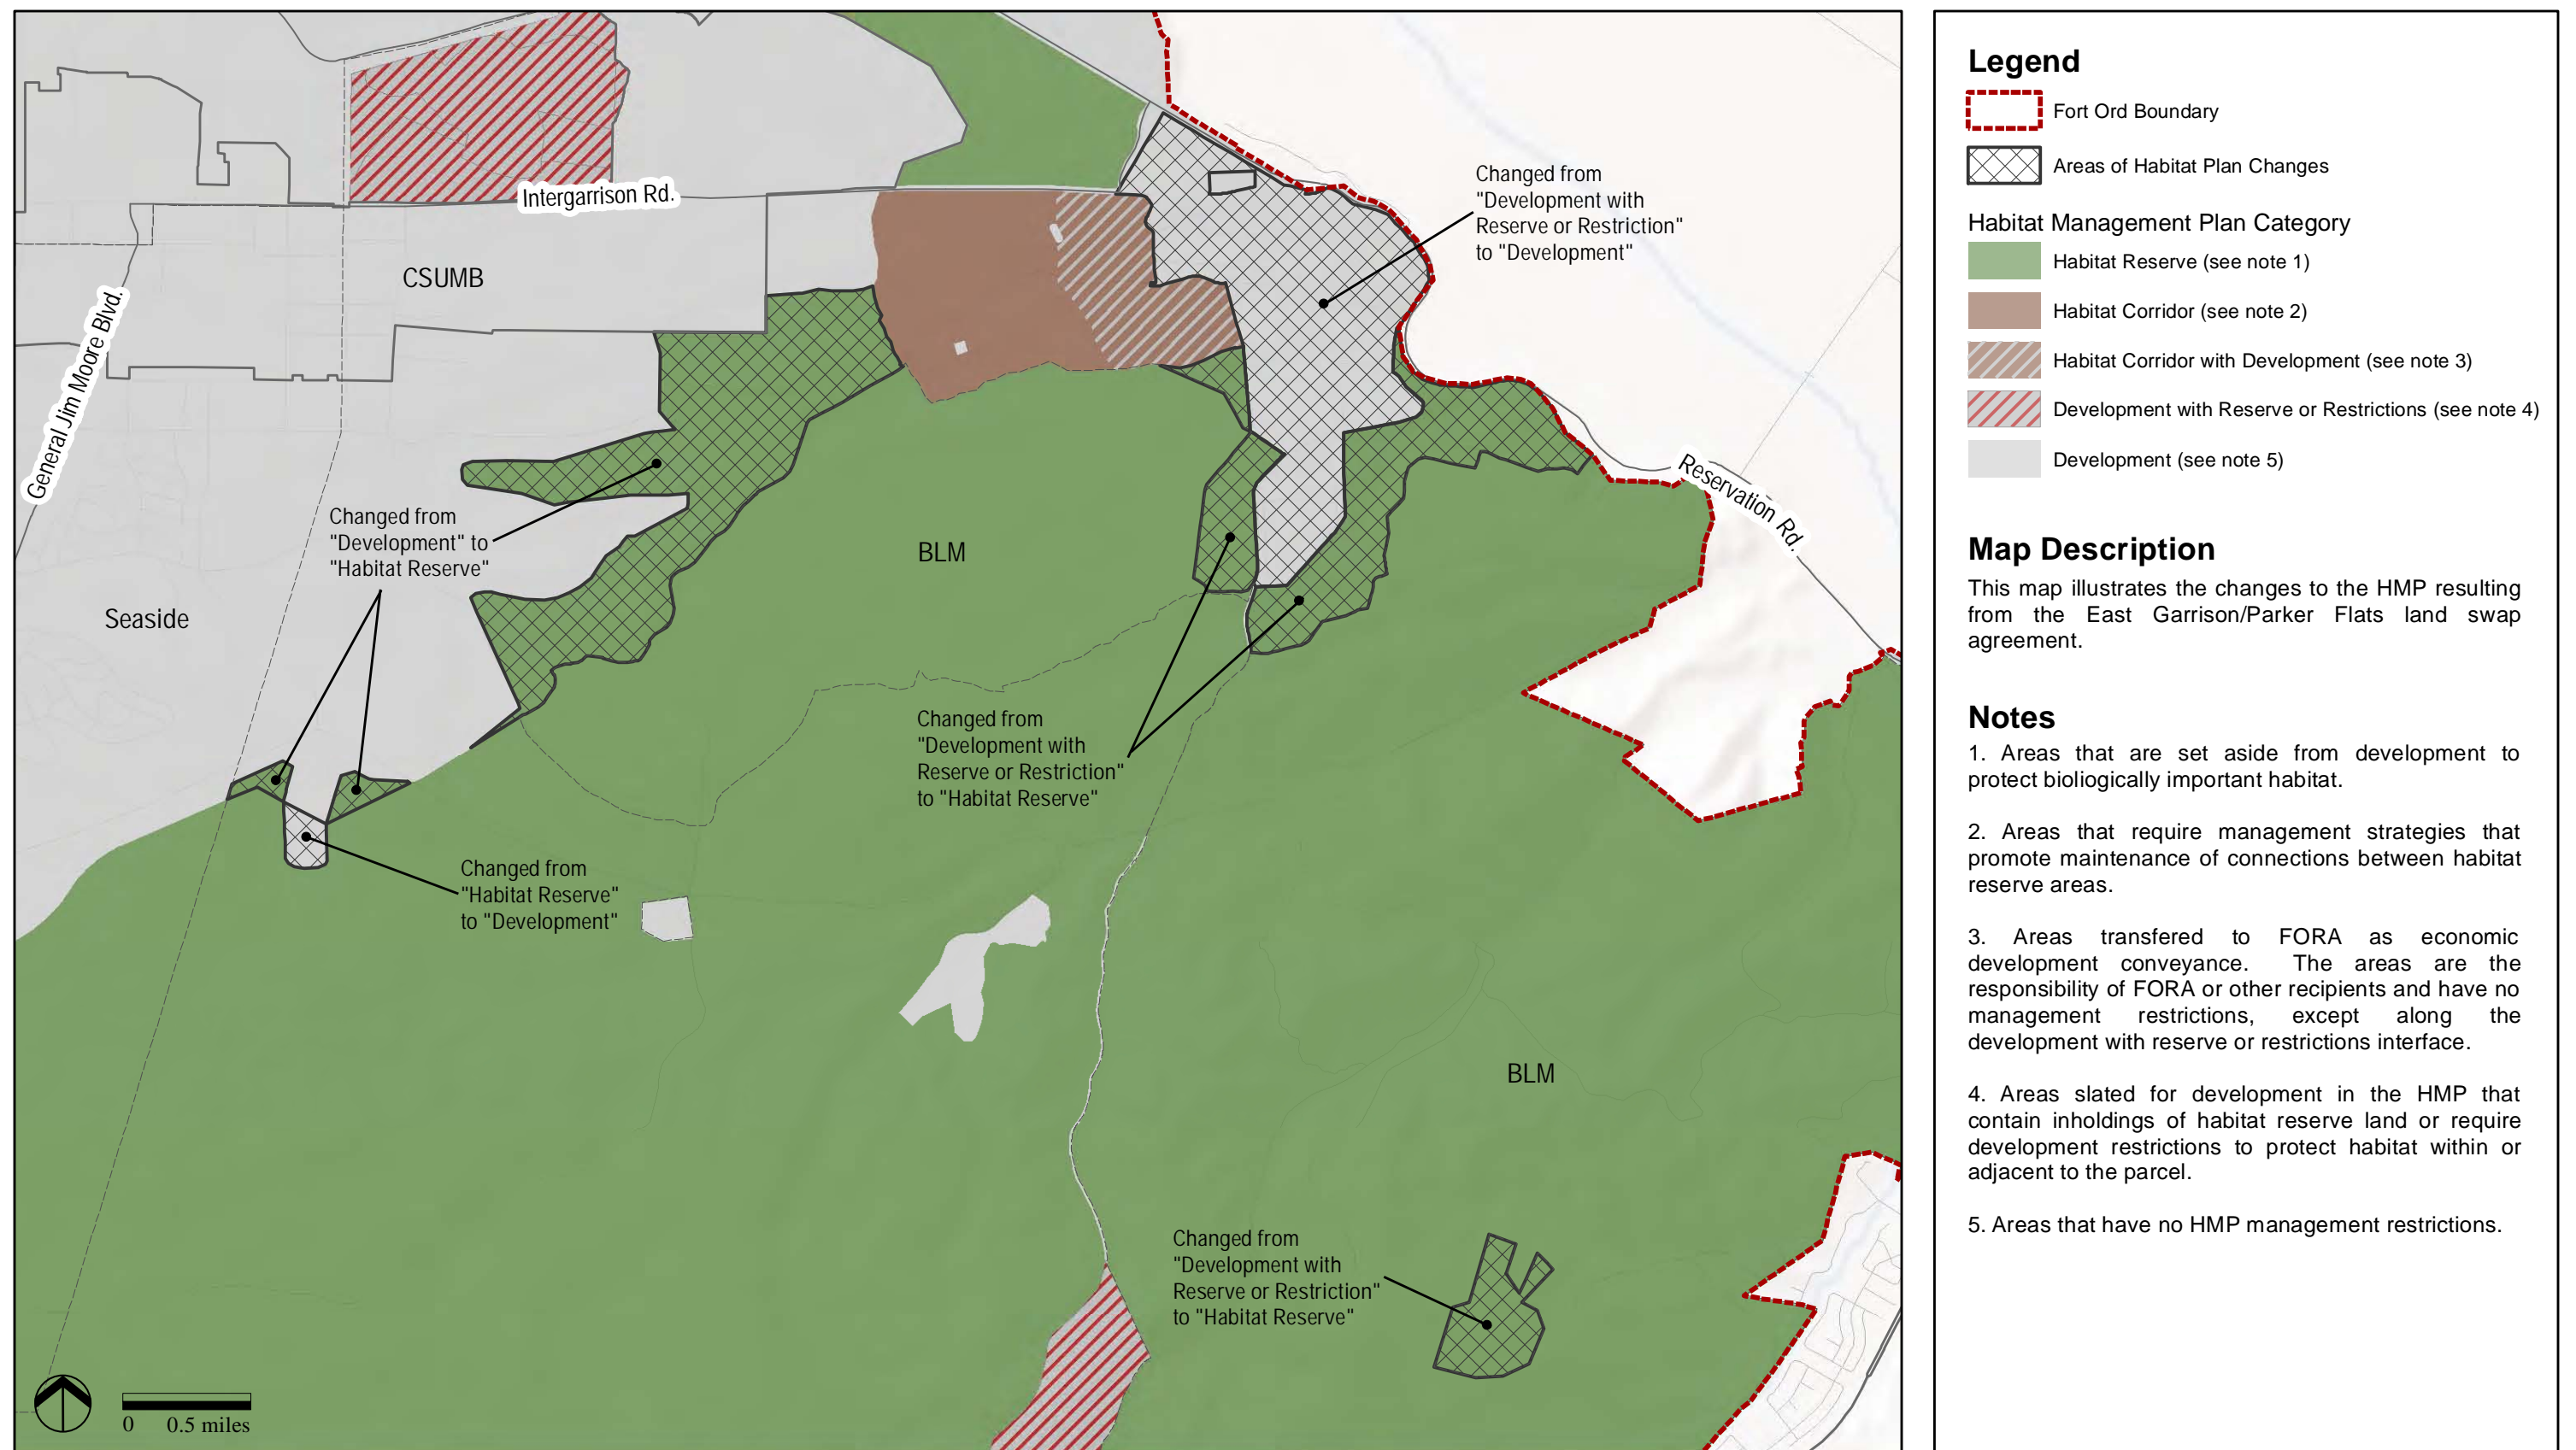 Intergarrison Rd.
CSUMB
General Jim Moore Blvd.
Seaside
Changed from
"Development" to
"Habitat Reserve"
Changed from
"Habitat Reserve"
to "Development"
BLM
Changed from
"Development with
Reserve or Restriction"
to "Habitat Reserve"
Changed from
"Development with
Reserve or Restriction"
to "Development"
Reservation Rd.
BLM
Changed from
"Development with
Reserve or Restriction"
to "Habitat Reserve"
0 0.5 miles
Legend
Fort Ord Boundary
Areas of Habitat Plan Changes
Habitat Management Plan Category
Habitat Reserve (see note 1)
Habitat Corridor (see note 2)
Habitat Corridor with Development (see note 3)
Development with Reserve or Restrictions (see note 4)
Development (see note 5)
Map Description
This map illustrates the changes to the HMP resulting
from the East Garrison/Parker Flats land swap
agreement.
Notes
1. Areas that are set aside from development to
protect bioliogically important habitat.
2. Areas that require management strategies that
promote maintenance of connections between habitat
reserve areas.
3. Areas transfered to FORA as economic
development conveyance. The areas are the
responsibility of FORA or other recipients and have no
management restrictions, except along the
development with reserve or restrictions interface.
4. Areas slated for development in the HMP that
contain inholdings of habitat reserve land or require
development restrictions to protect habitat within or
adjacent to the parcel.
5. Areas that have no HMP management restrictions.